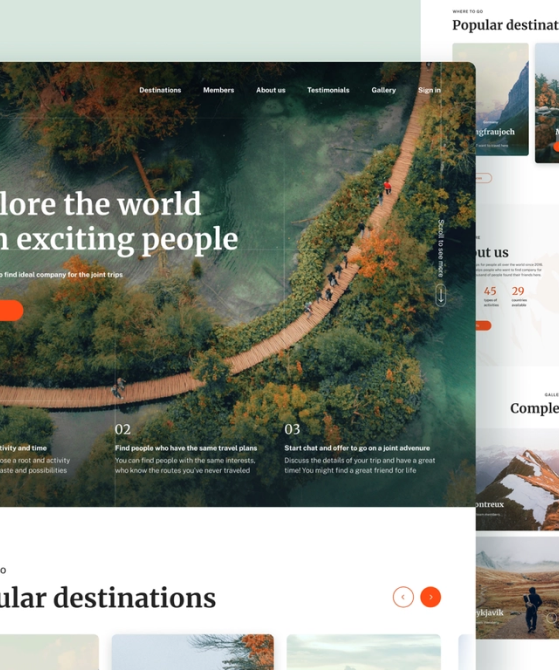 Destinations Members About us Testimonials Gallery Sign in
lore the world
exciting people
find ideal company for the joint trips
Scroll to see more
02
Find people who have the same travel plans
You can find people with the same interests,
who know the routes you've never traveled
03
Start chat and offer to go on a joint advenure
Discuss the details of your trip and have a great
time! You might find a great friend for life
tivity and time
ose a root and activity
aste and possibilities
O
ular destinations
WHERE TO GO
Popular destinat
ngfraujoch
out us
45 29
GALLE
Comple
ontreux
ykjavik